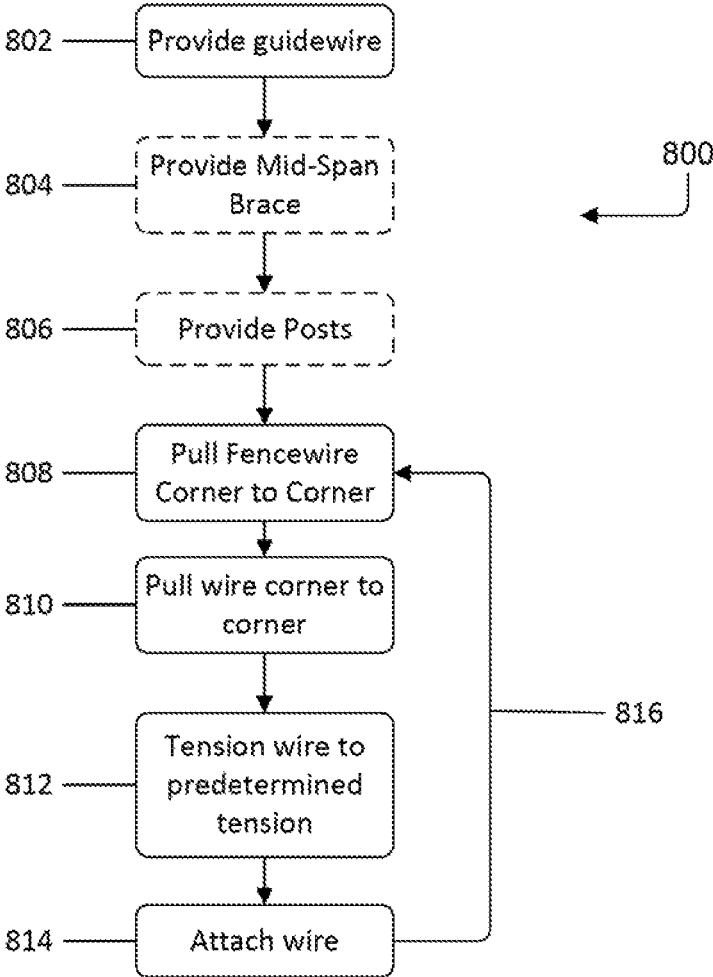 802
Provide guidewire
800
804
Provide Mid-Span
Brace
806
Provide Posts
808
Pull Fencewire
Corner to Corner
810
Pull wire corner to
corner
816
812
Tension wire to
predetermined
tension
814
Attach wire